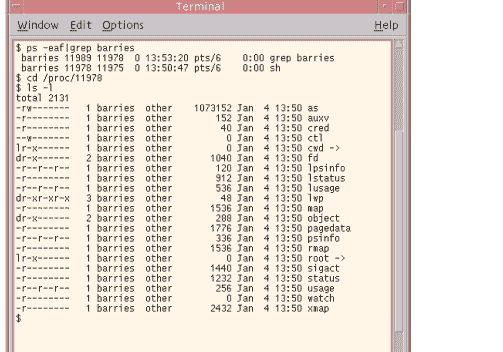 Terminal
Window Edit Options Help
$ ps -eaf|grep barries
 barries 11989 11978  0 13:53:20 pts/6    0:00 grep barries
 barries 11978 11975  0 13:50:47 pts/6    0:00 sh
$ cd /proc/11978
$ ls -l
total 2131
-rw-------   1 barries  other    1073152 Jan  4 13:50 as
-r--------   1 barries  other        152 Jan  4 13:50 auxv
-r--------   1 barries  other         40 Jan  4 13:50 cred
--w-------   1 barries  other          0 Jan  4 13:50 ctl
lr-x------   1 barries  other          0 Jan  4 13:50 cwd ->
dr-x------   2 barries  other       1040 Jan  4 13:50 fd
-r--r--r--   1 barries  other        120 Jan  4 13:50 lpsinfo
-r--------   1 barries  other        912 Jan  4 13:50 lstatus
-r--r--r--   1 barries  other        536 Jan  4 13:50 lusage
dr-xr-xr-x   3 barries  other         48 Jan  4 13:50 lwp
-r--------   1 barries  other       1536 Jan  4 13:50 map
dr-x------   2 barries  other        288 Jan  4 13:50 object
-r--------   1 barries  other       1776 Jan  4 13:50 pagedata
-r--r--r--   1 barries  other        336 Jan  4 13:50 psinfo
-r--------   1 barries  other       1536 Jan  4 13:50 rmap
lr-x------   1 barries  other          0 Jan  4 13:50 root ->
-r--------   1 barries  other       1440 Jan  4 13:50 sigact
-r--------   1 barries  other       1232 Jan  4 13:50 status
-r--r--r--   1 barries  other        256 Jan  4 13:50 usage
-r--------   1 barries  other          0 Jan  4 13:50 watch
-r--------   1 barries  other       2432 Jan  4 13:50 xmap
$